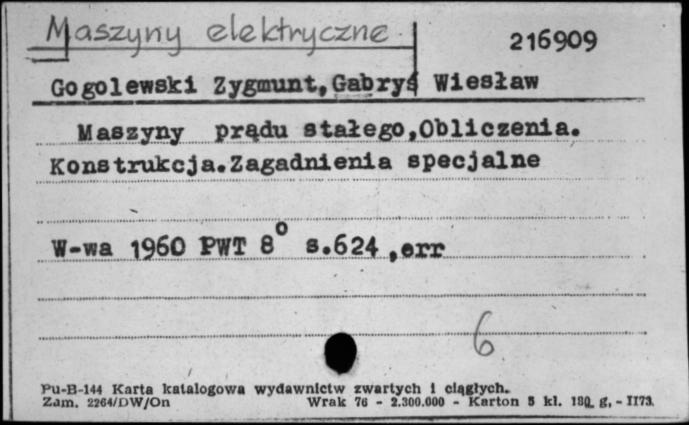 Maszyny elektryczne
216909
Gogolewski Zygmunt,Gabryś Wiesław
Maszyny prądu stałego,Obliczenia.
Konstrukcja.Zagadnienia specjalne
W-wa 1960 PWT 8° s.624 ,err
6
Pu-B-144 Karta katalogowa wydawnictw zwartych i ciągłych.
Zam. 2264/DW/On Wrak 76 - 2.300.000 - Karton 5 kl. 180 g, - II73.